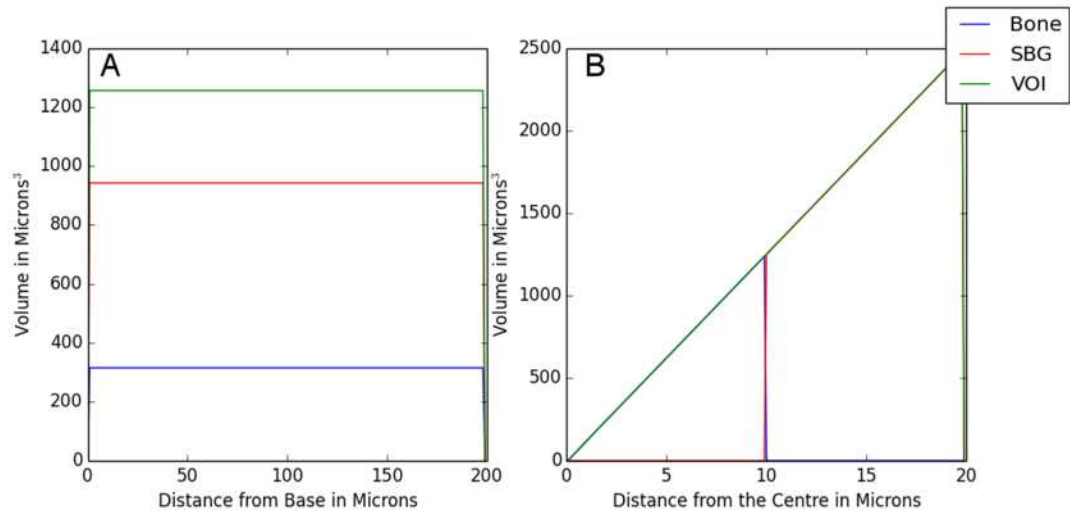 A
1400
1200
1000
800
600
400
200
0
Volume in Microns³
0 50 100 150 200
Distance from Base in Microns
B
2500
2000
1500
1000
500
0
Volume in Microns³
0 5 10 15 20
Distance from the Centre in Microns
Bone
SBG
VOI